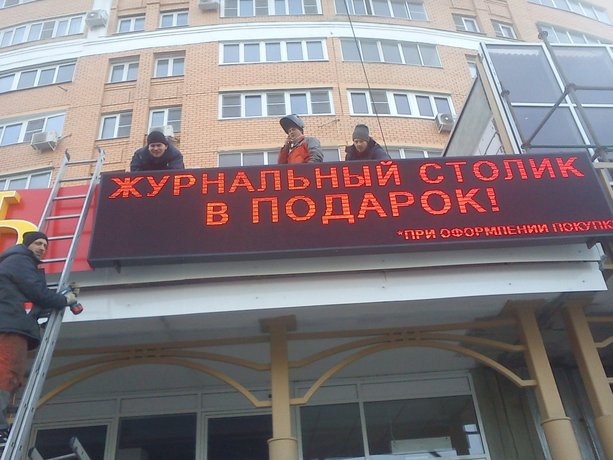 ЖУРНАЛЬНЫЙ СТОЛИК
В ПОДАРОК!
*ПРИ ОФОРМЛЕНИИ ПОКУПК